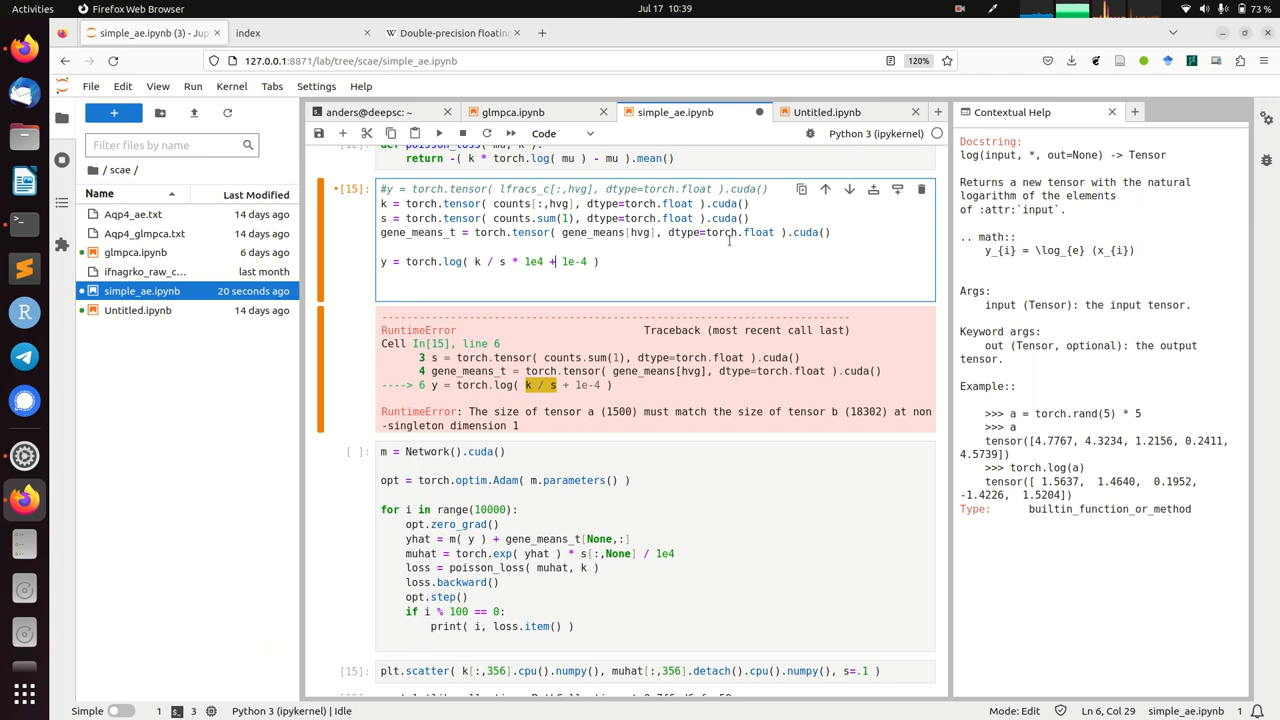 Activities
Firefox Web Browser
Jul 17 10:39
73 %
simple_ae.ipynb (3) - Jup
index
Double-precision floating
127.0.0.1:8871/lab/tree/scae/simple_ae.ipynb
120%
File Edit View Run Kernel Tabs Settings Help
Filter files by name
/ scae /
Name Last Modified
Aqp4_ae.txt 14 days ago
Aqp4_glmpca.txt 14 days ago
glmpca.ipynb 6 days ago
ifnagrko_raw_c... last month
simple_ae.ipynb 20 seconds ago
Untitled.ipynb 14 days ago
anders@deepsc: ~
glmpca.ipynb
simple_ae.ipynb
Untitled.ipynb
Code
Python 3 (ipykernel)
return -( k * torch.log( mu ) - mu ).mean()
[15]:
#y = torch.tensor( lfracs_c[:,hvg], dtype=torch.float ).cuda()
k = torch.tensor( counts[:,hvg], dtype=torch.float ).cuda()
s = torch.tensor( counts.sum(1), dtype=torch.float ).cuda()
gene_means_t = torch.tensor( gene_means[hvg], dtype=torch.float ).cuda()
y = torch.log( k / s * 1e4 + 1e-4 )
---------------------------------------------------------------------------
RuntimeError Traceback (most recent call last)
Cell In[15], line 6
3 s = torch.tensor( counts.sum(1), dtype=torch.float ).cuda()
4 gene_means_t = torch.tensor( gene_means[hvg], dtype=torch.float ).cuda()
----> 6 y = torch.log( k / s + 1e-4 )
RuntimeError: The size of tensor a (1500) must match the size of tensor b (18302) at non
-singleton dimension 1
[ ]:
m = Network().cuda()
opt = torch.optim.Adam( m.parameters() )
for i in range(10000):
opt.zero_grad()
yhat = m( y ) + gene_means_t[None,:]
muhat = torch.exp( yhat ) * s[:,None] / 1e4
loss = poisson_loss( muhat, k )
loss.backward()
opt.step()
if i % 100 == 0:
print( i, loss.item() )
[15]:
plt.scatter( k[:,356].cpu().numpy(), muhat[:,356].detach().cpu().numpy(), s=.1 )
Contextual Help
Docstring:
log(input, *, out=None) -> Tensor
Returns a new tensor with the natural
logarithm of the elements
of :attr:`input`.
.. math::
y_{i} = \log_{e} (x_{i})
Args:
input (Tensor): the input tensor.
Keyword args:
out (Tensor, optional): the output
tensor.
Example::
>>> a = torch.rand(5) * 5
>>> a
tensor([4.7767, 4.3234, 1.2156, 0.2411,
4.5739])
>>> torch.log(a)
tensor([ 1.5637, 1.4640, 0.1952,
-1.4226, 1.5204])
Type: builtin_function_or_method
Simple
1
3
Python 3 (ipykernel) | Idle
Mode: Edit
Ln 6, Col 29
simple_ae.ipynb
1